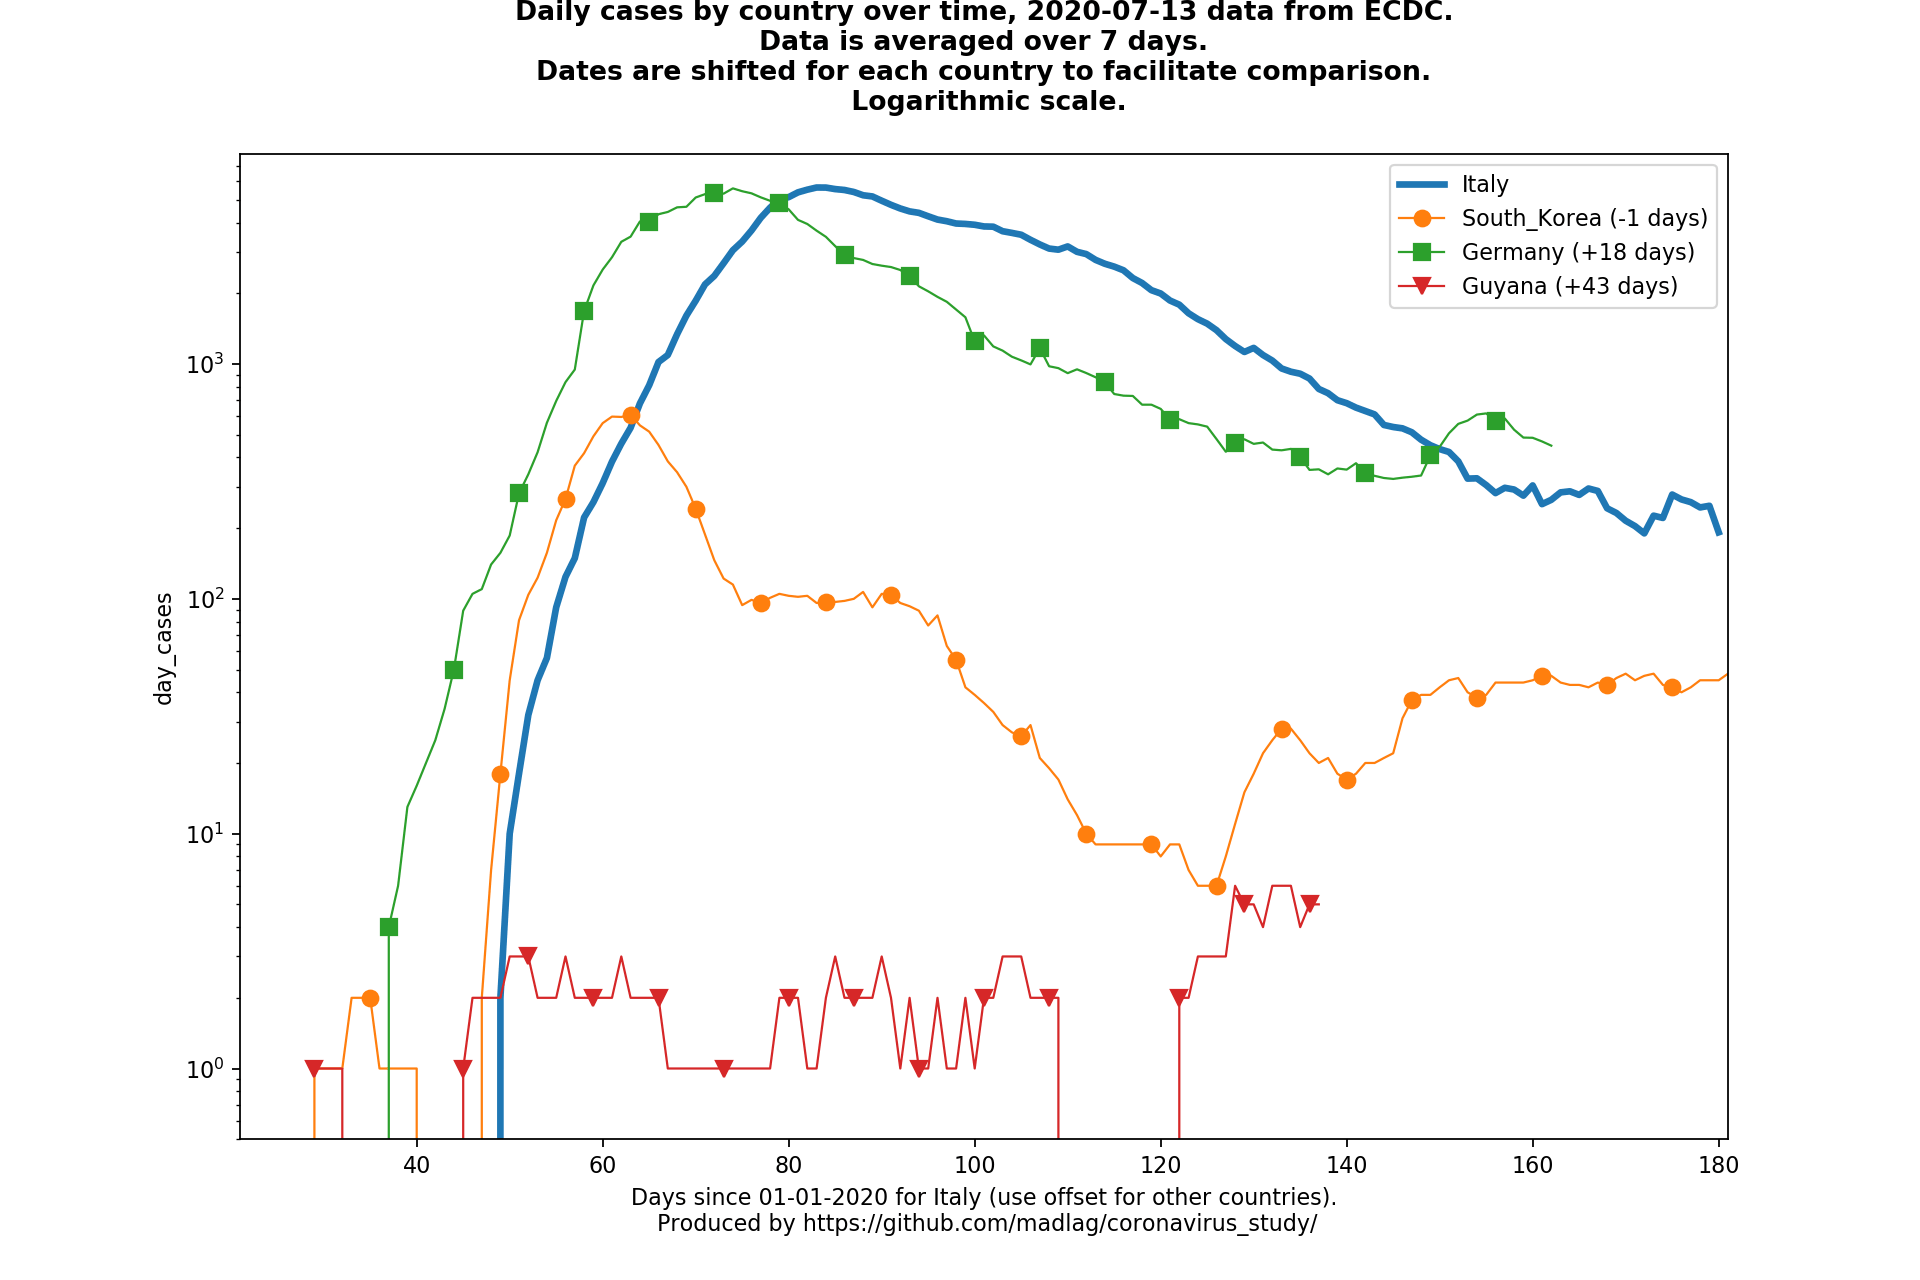 Daily cases by country over time, 2020-07-13 data from ECDC.
Data is averaged over 7 days.
Dates are shifted for each country to facilitate comparison.
Logarithmic scale.
Italy
South_Korea (-1 days)
Germany (+18 days)
Guyana (+43 days)
day_cases
10³
10²
10¹
10⁰
40 60 80 100 120 140 160 180
Days since 01-01-2020 for Italy (use offset for other countries).
Produced by https://github.com/madlag/coronavirus_study/